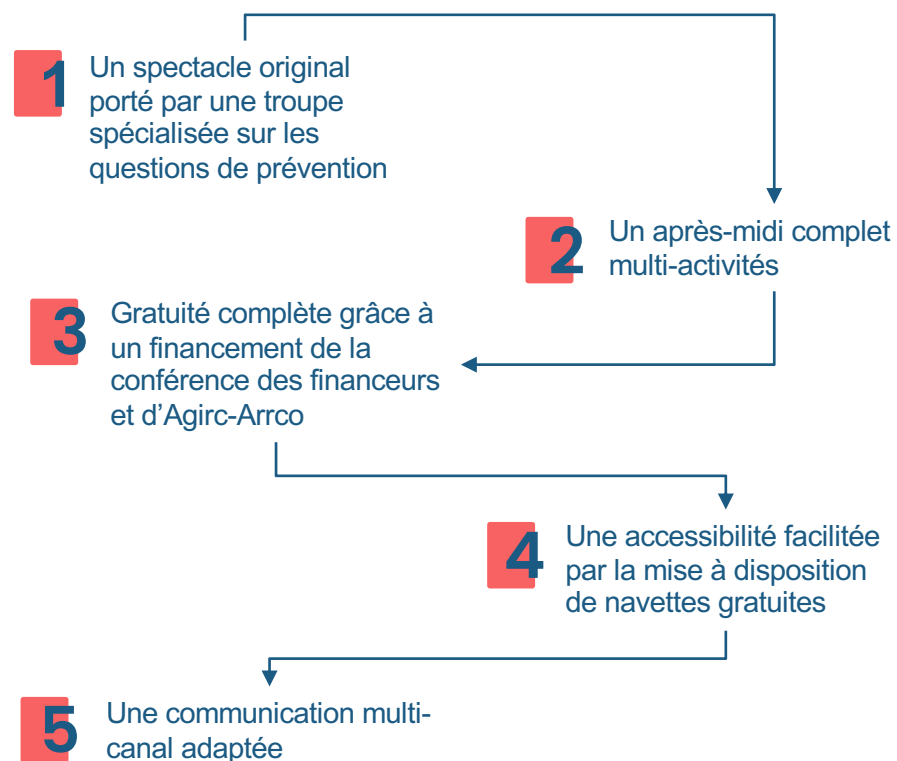 1
Un spectacle original
porté par une troupe
spécialisée sur les
questions de prévention
2
Un après-midi complet
multi-activités
3
Gratuité complète grâce à
un financement de la
conférence des financeurs
et d’Agirc-Arrco
4
Une accessibilité facilitée
par la mise à disposition
de navettes gratuites
5
Une communication multi-
canal adaptée